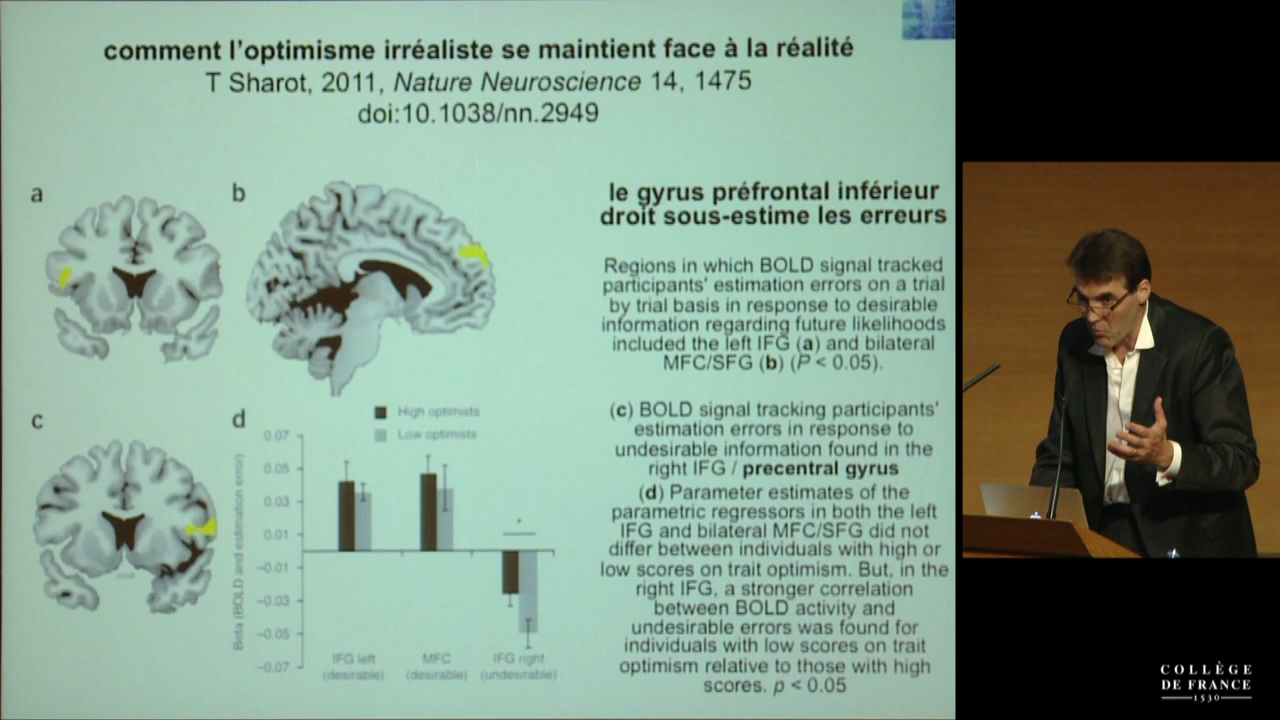 comment l'optimisme irréaliste se maintient face à la réalité
T Sharot, 2011, Nature Neuroscience 14, 1475
doi:10.1038/nn.2949
a
b
le gyrus préfrontal inférieur
droit sous-estime les erreurs
Regions in which BOLD signal tracked
participants' estimation errors on a trial
by trial basis in response to desirable
information regarding future likelihoods
included the left IFG (a) and bilateral
MFC/SFG (b) (P < 0.05).
c
d
High optimists
Low optimists
Beta (BOLD and estimation error)
0.07
0.05
0.03
0.01
−0.01
−0.03
−0.05
−0.07
*
IFG left
(desirable)
MFC
(desirable)
IFG right
(undesirable)
(c) BOLD signal tracking participants'
estimation errors in response to
undesirable information found in the
right IFG / precentral gyrus
(d) Parameter estimates of the
parametric regressors in both the left
IFG and bilateral MFC/SFG did not
differ between individuals with high or
low scores on trait optimism. But, in the
right IFG, a stronger correlation
between BOLD activity and
undesirable errors was found for
individuals with low scores on trait
optimism relative to those with high
scores. p < 0.05
COLLÈGE
DE FRANCE
1530